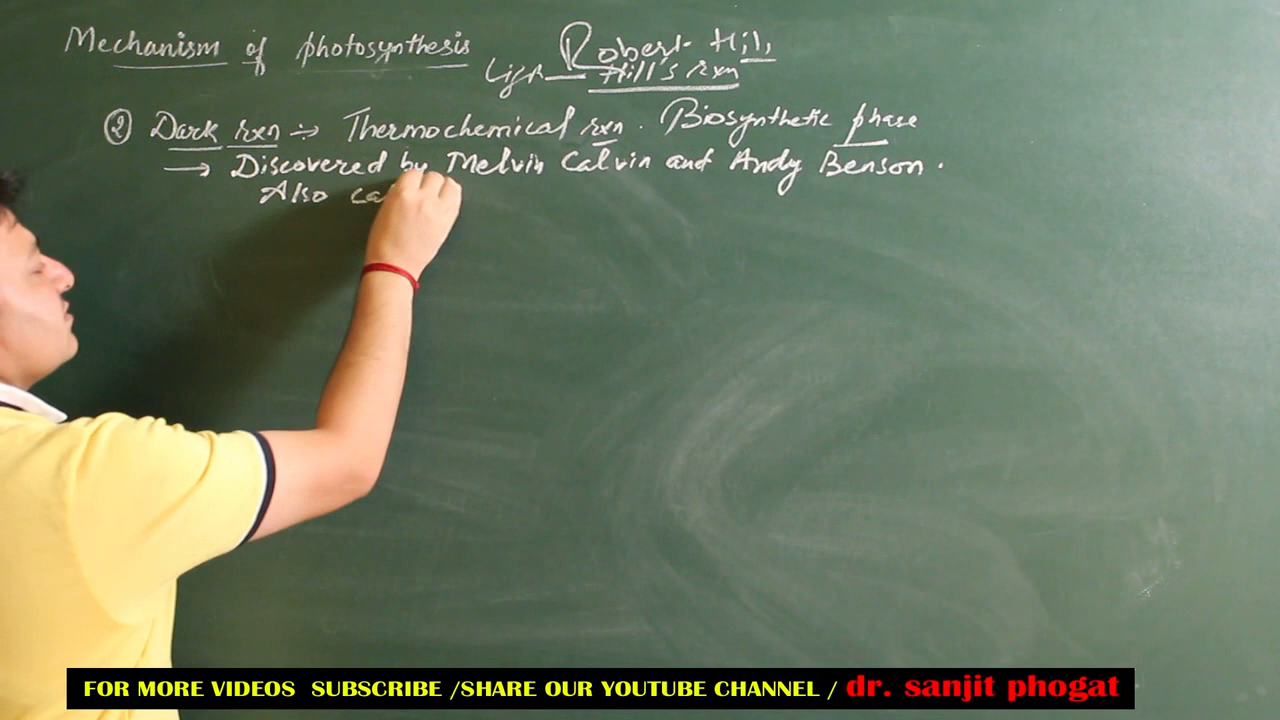 Mechanism of photosynthesis
Robert Hill
Light Hill's rxn
② Dark rxn :→ Thermochemical rxn. Biosynthetic phase
→ Discovered by Melvin Calvin and Andy Benson.
Also ca
FOR MORE VIDEOS SUBSCRIBE /SHARE OUR YOUTUBE CHANNEL / dr. sanjit phogat